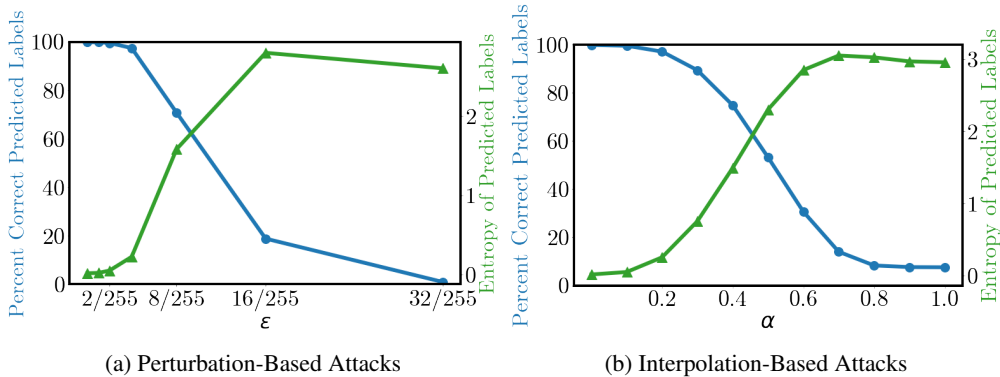 Percent Correct Predicted Labels
100
80
60
40
20
0
2/255 8/255 16/255 32/255
ε
2
1
0
Entropy of Predicted Labels
(a) Perturbation-Based Attacks
Percent Correct Predicted Labels
100
80
60
40
20
0
0.2 0.4 0.6 0.8 1.0
α
3
2
1
0
Entropy of Predicted Labels
(b) Interpolation-Based Attacks